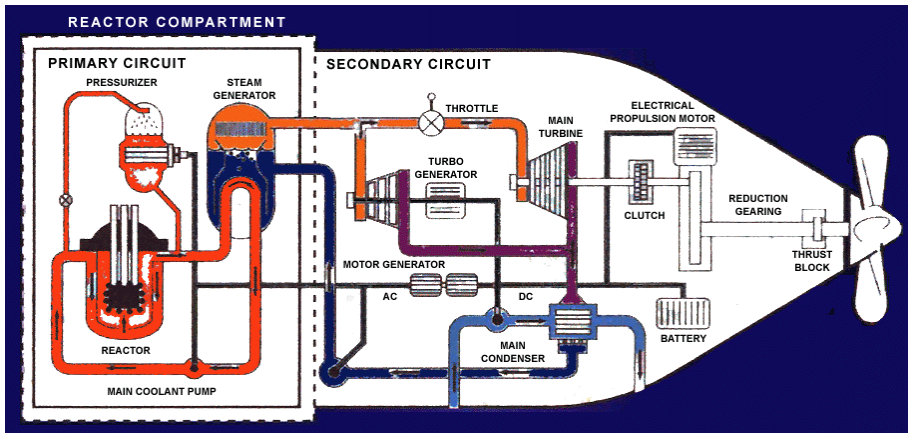 REACTOR COMPARTMENT
PRIMARY CIRCUIT
PRESSURIZER
STEAM
GENERATOR
SECONDARY CIRCUIT
THROTTLE
MAIN
TURBINE
ELECTRICAL
PROPULSION MOTOR
TURBO
GENERATOR
CLUTCH
REDUCTION
GEARING
THRUST
BLOCK
MOTOR GENERATOR
AC
DC
REACTOR
MAIN
CONDENSER
BATTERY
MAIN COOLANT PUMP